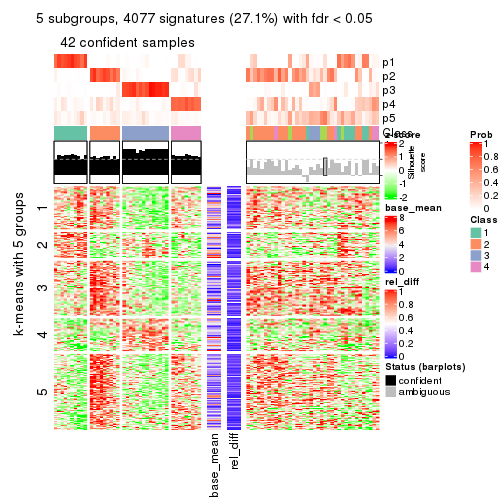 5 subgroups, 4077 signatures (27.1%) with fdr < 0.05
42 confident samples
p1
p2
p3
p4
p5
Class
z-score
2
1
0
-1
-2
Silhouette
score
Prob
1
0.8
0.6
0.4
0.2
0
Class
1
2
3
4
base_mean
8
6
4
2
0
rel_diff
1
0.8
0.6
0.4
0.2
0
Status (barplots)
confident
ambiguous
k-means with 5 groups
1
2
3
4
5
base_mean
rel_diff